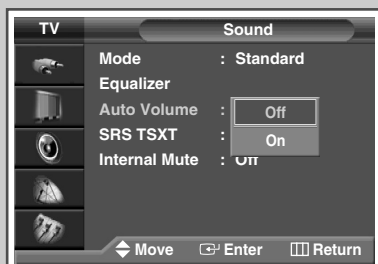 TV Sound
Mode : Standard
Equalizer
Auto Volume : Off
SRS TSXT : On
Internal Mute : Off
Move Enter Return